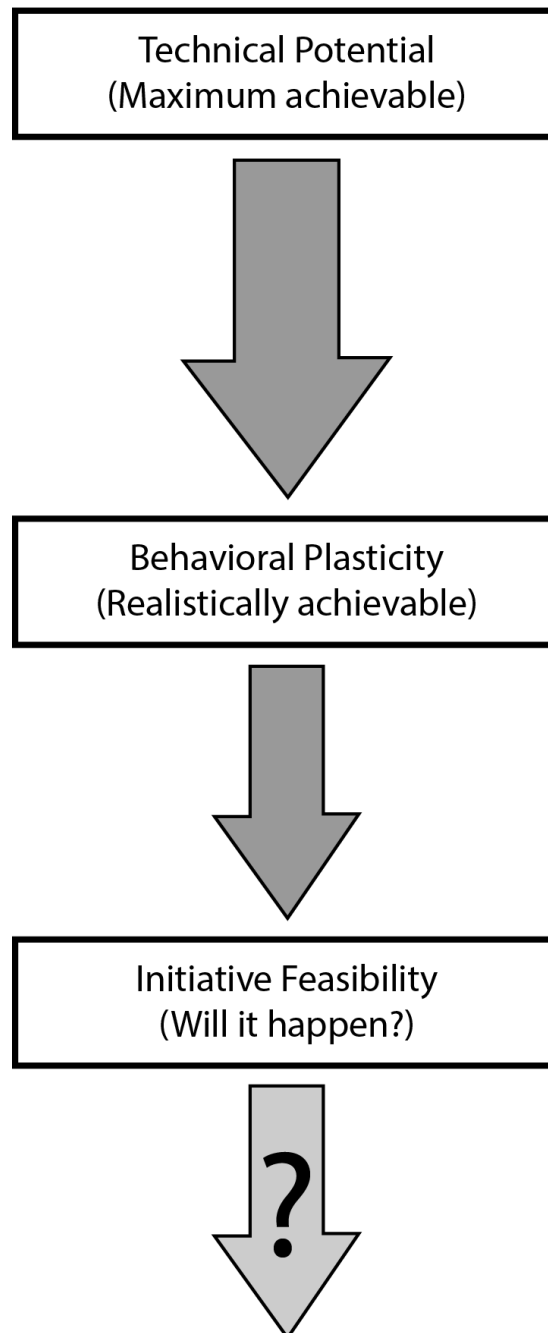 Technical Potential
(Maximum achievable)
Behavioral Plasticity
(Realistically achievable)
Initiative Feasibility
(Will it happen?)
?